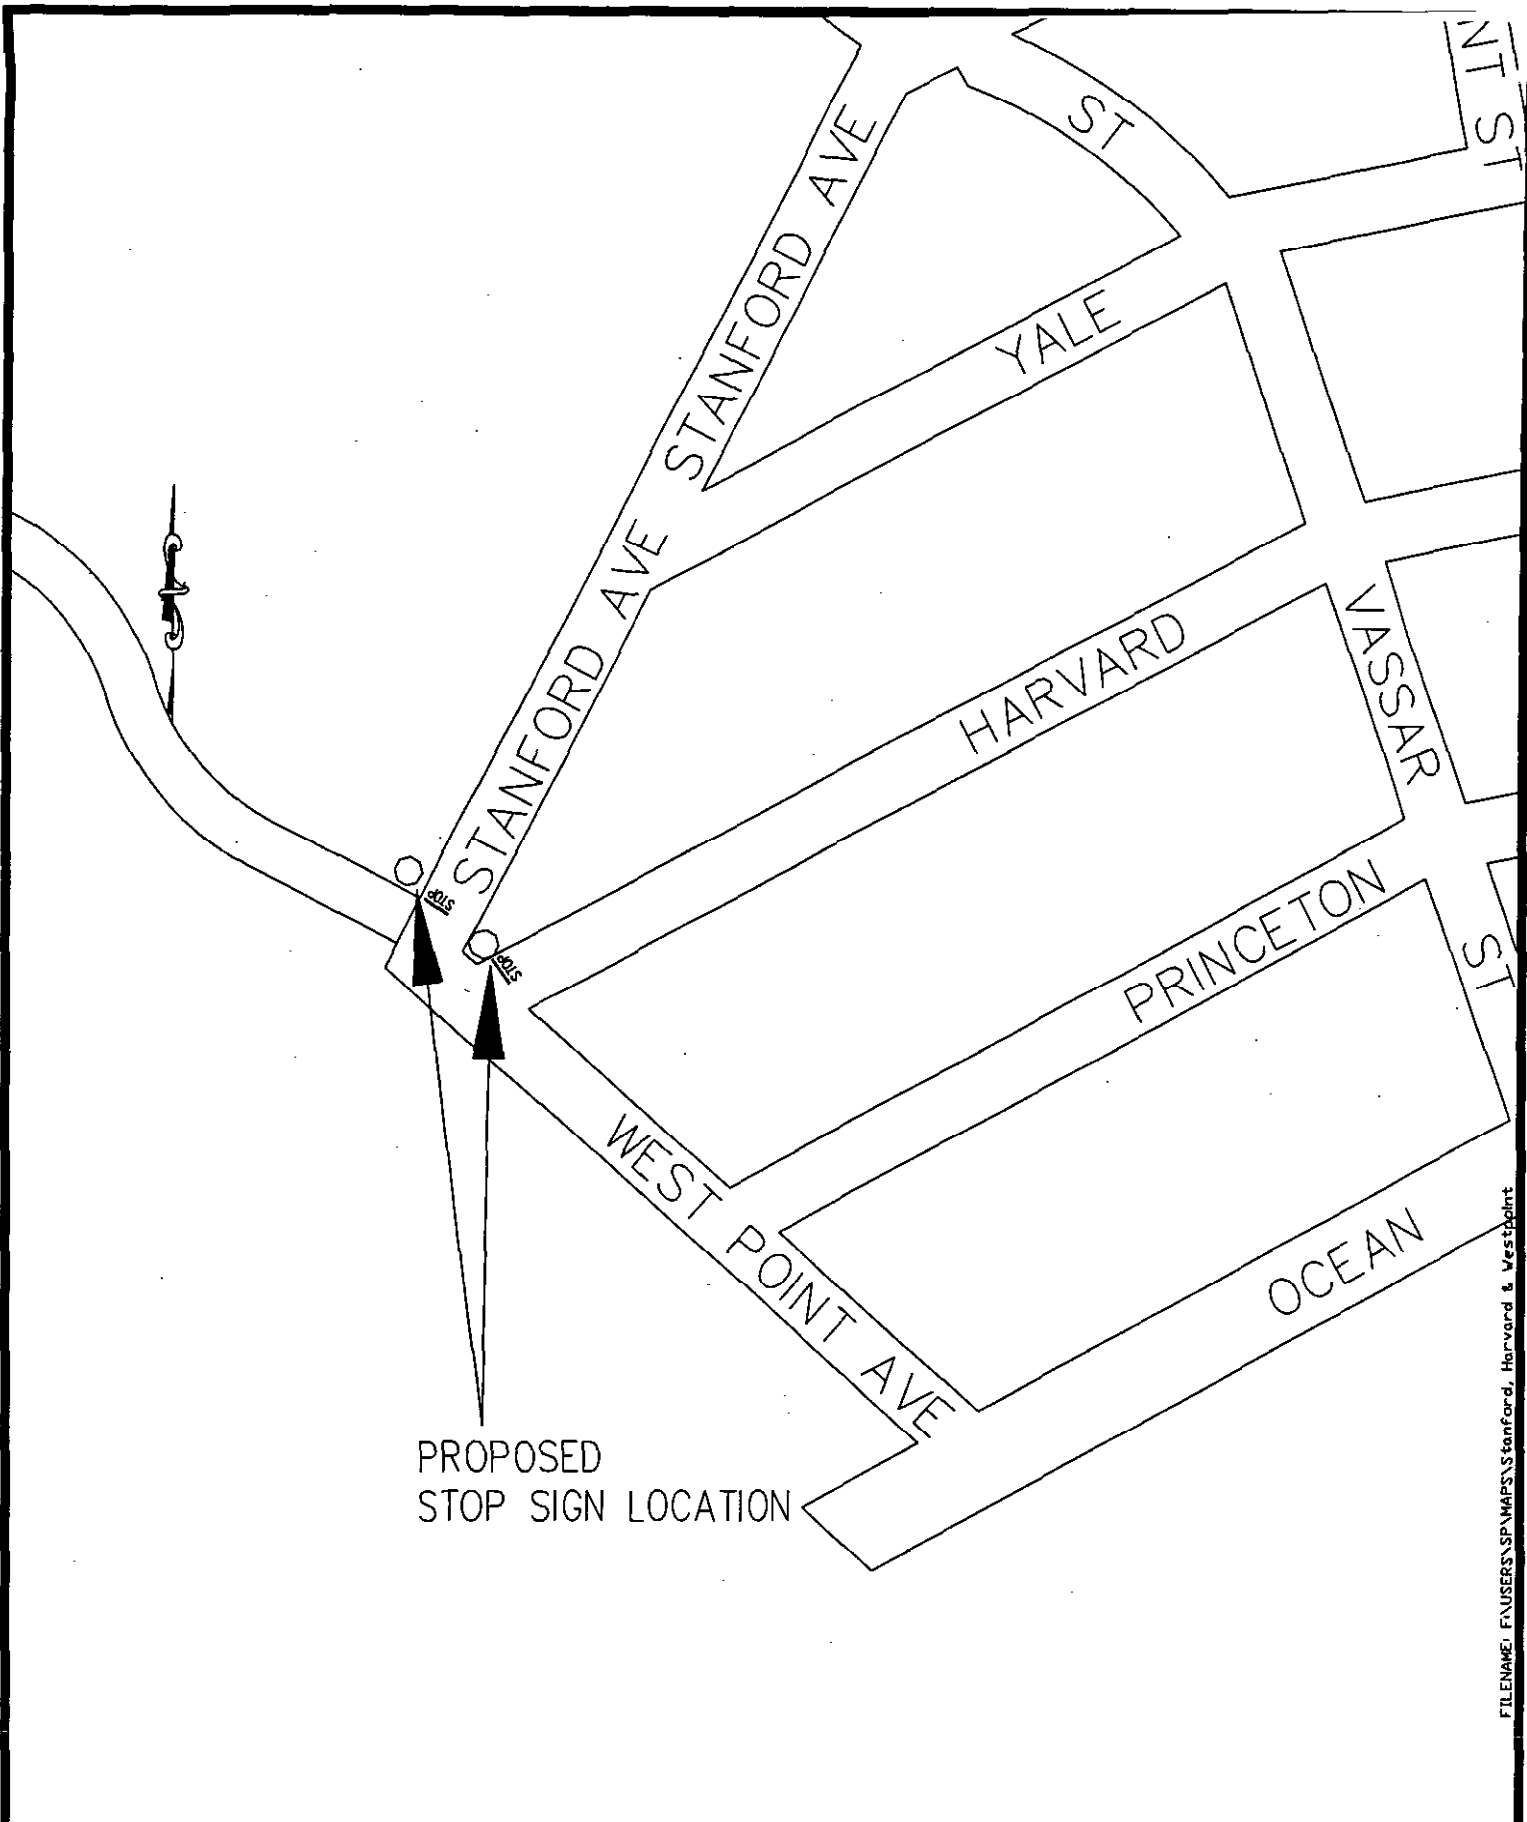 NT ST
ST
STANFORD AVE
YALE
STANFORD AVE
HARVARD
VASSAR
ST
STANFORD AVE
STOP
STOP
PRINCETON
WEST POINT AVE
OCEAN
PROPOSED
STOP SIGN LOCATION
FILENAME: F:\USERS\SP\MAPS\Stanford, Harvard & Westpoint